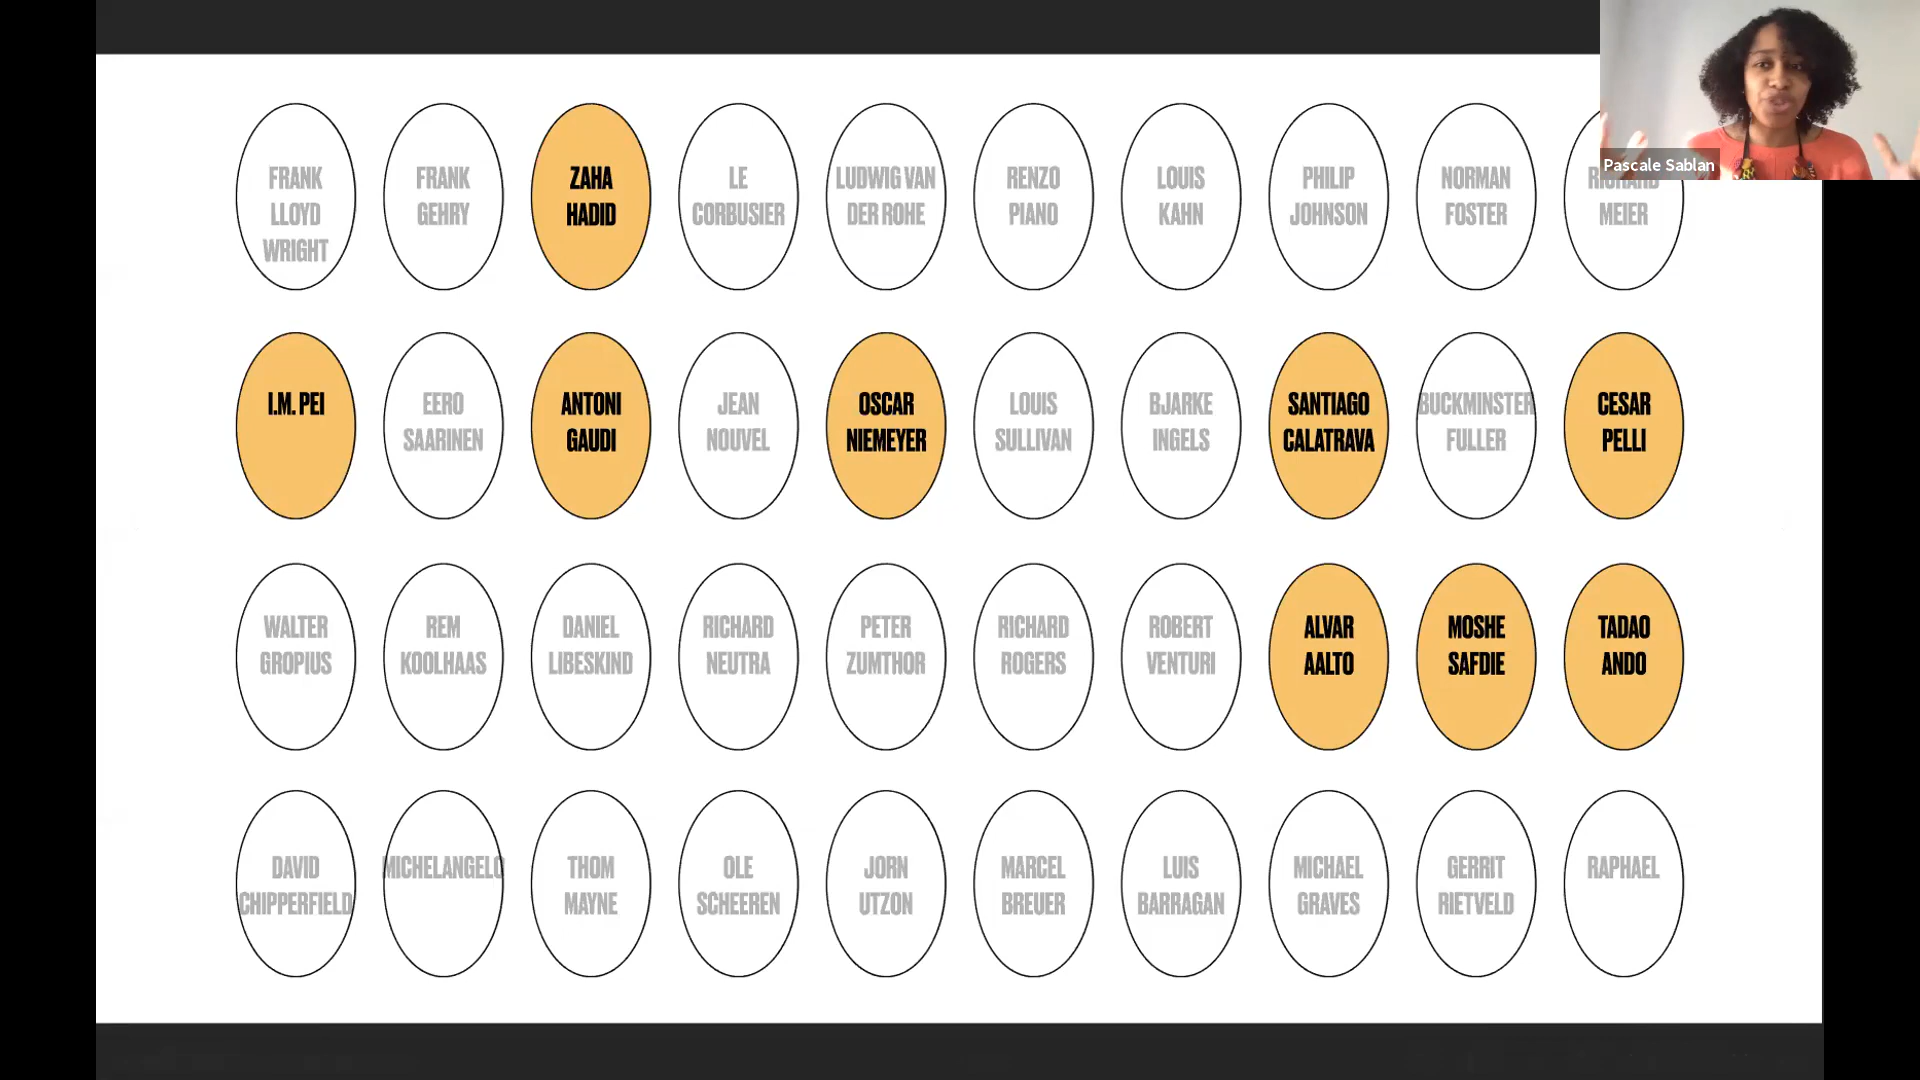 Pascale Sablan
FRANK
LLOYD
WRIGHT
FRANK
GEHRY
ZAHA
HADID
LE
CORBUSIER
LUDWIG VAN
DER ROHE
RENZO
PIANO
LOUIS
KAHN
PHILIP
JOHNSON
NORMAN
FOSTER
RICHARD
MEIER
I.M. PEI
EERO
SAARINEN
ANTONI
GAUDI
JEAN
NOUVEL
OSCAR
NIEMEYER
LOUIS
SULLIVAN
BJARKE
INGELS
SANTIAGO
CALATRAVA
BUCKMINSTER
FULLER
CESAR
PELLI
WALTER
GROPIUS
REM
KOOLHAAS
DANIEL
LIBESKIND
RICHARD
NEUTRA
PETER
ZUMTHOR
RICHARD
ROGERS
ROBERT
VENTURI
ALVAR
AALTO
MOSHE
SAFDIE
TADAO
ANDO
DAVID
CHIPPERFIELD
MICHELANGELO
THOM
MAYNE
OLE
SCHEEREN
JORN
UTZON
MARCEL
BREUER
LUIS
BARRAGAN
MICHAEL
GRAVES
GERRIT
RIETVELD
RAPHAEL